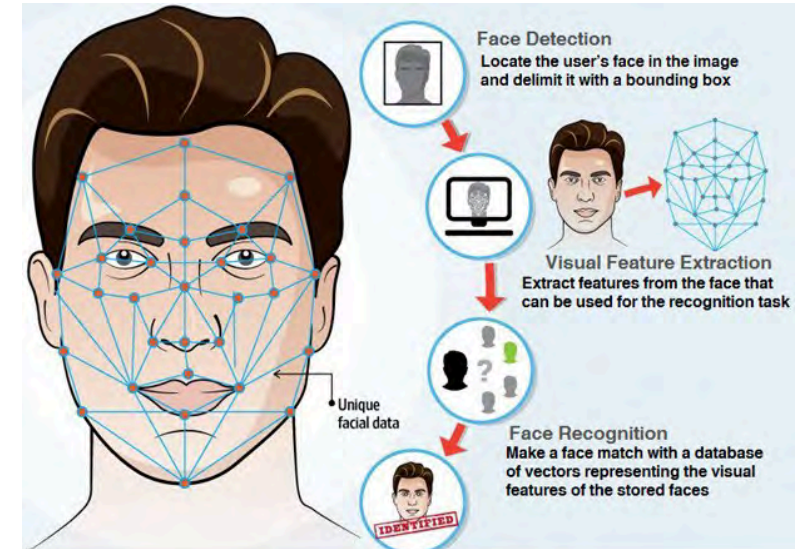 Face Detection
Locate the user's face in the image
and delimit it with a bounding box
Visual Feature Extraction
Extract features from the face that
can be used for the recognition task
Unique
facial data
?
Face Recognition
Make a face match with a database
of vectors representing the visual
features of the stored faces
IDENTIFIED